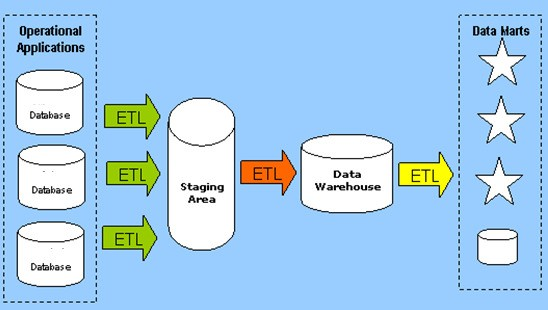 Operational
Applications
Database
Database
Database
ETL
ETL
ETL
Staging
Area
ETL
Data
Warehouse
ETL
Data Marts